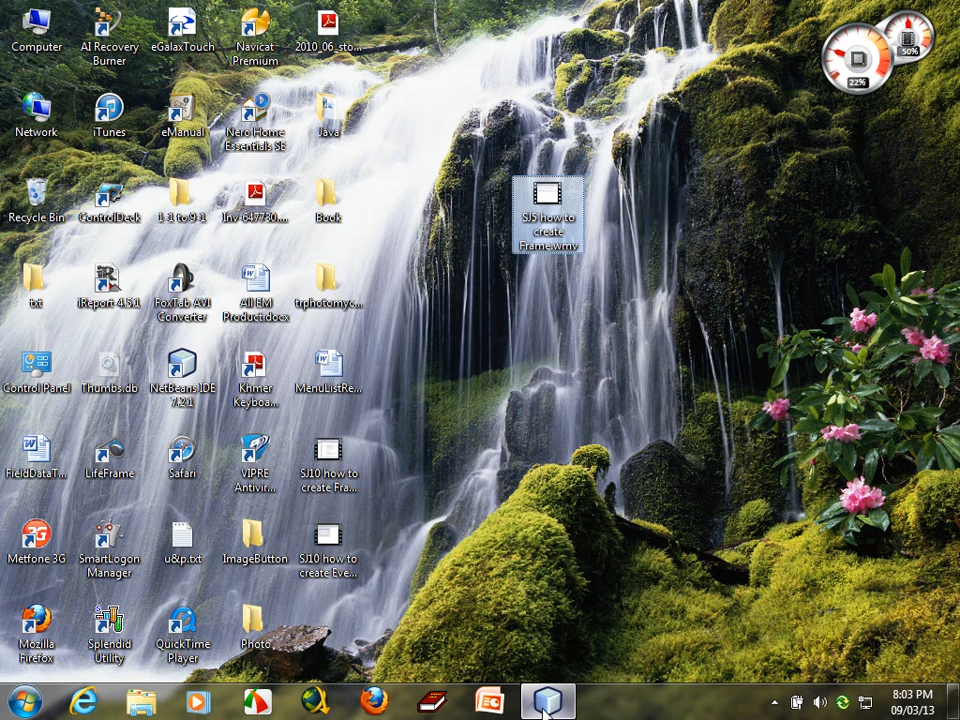 Computer
AI Recovery
Burner
eGalaxTouch
Navicat
Premium
2010_06_sto...
Network
iTunes
eManual
Nero Home
Essentials SE
Java
Recycle Bin
ControlDeck
1-1 to 9-1
Inv-647730....
Book
SJ5 how to
create
Frame.wmv
txt
iReport-4.5.1
FoxTab AVI
Converter
All EM
Product.docx
trphotomyc...
Control Panel
Thumbs.db
NetBeans IDE
7.2.1
Khmer
Keyboa...
MenuListRe...
FieldDataT...
LifeFrame
Safari
VIPRE
Antivir...
SJ10 how to
create Fra...
Metfone 3G
SmartLogon
Manager
u&p.txt
ImageButton
SJ10 how to
create Eve...
Mozilla
Firefox
Splendid
Utility
QuickTime
Player
Photo
22%
50%
8:03 PM
09/03/13